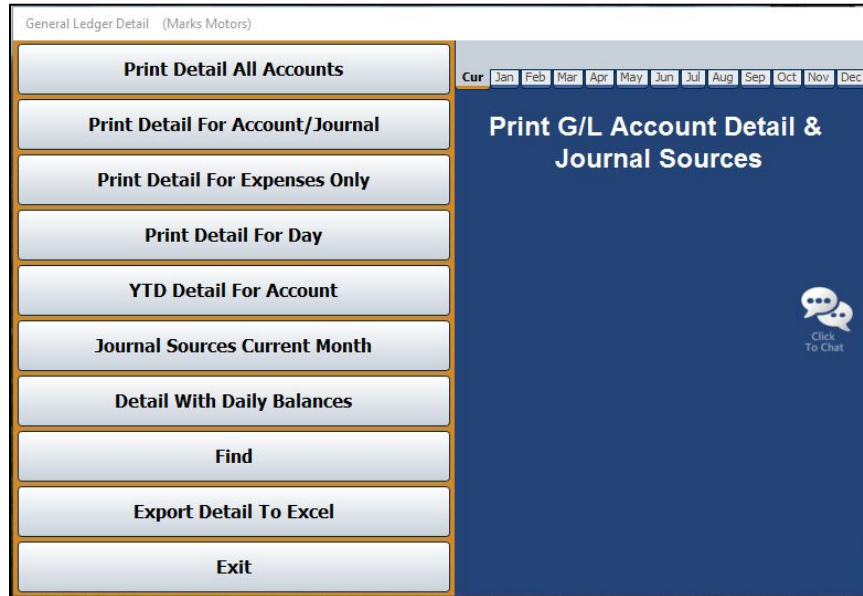 General Ledger Detail (Marks Motors)
Print Detail All Accounts
Print Detail For Account/Journal
Print Detail For Expenses Only
Print Detail For Day
YTD Detail For Account
Journal Sources Current Month
Detail With Daily Balances
Find
Export Detail To Excel
Exit
Cur Jan Feb Mar Apr May Jun Jul Aug Sep Oct Nov Dec
Print G/L Account Detail &
Journal Sources
Click
To Chat